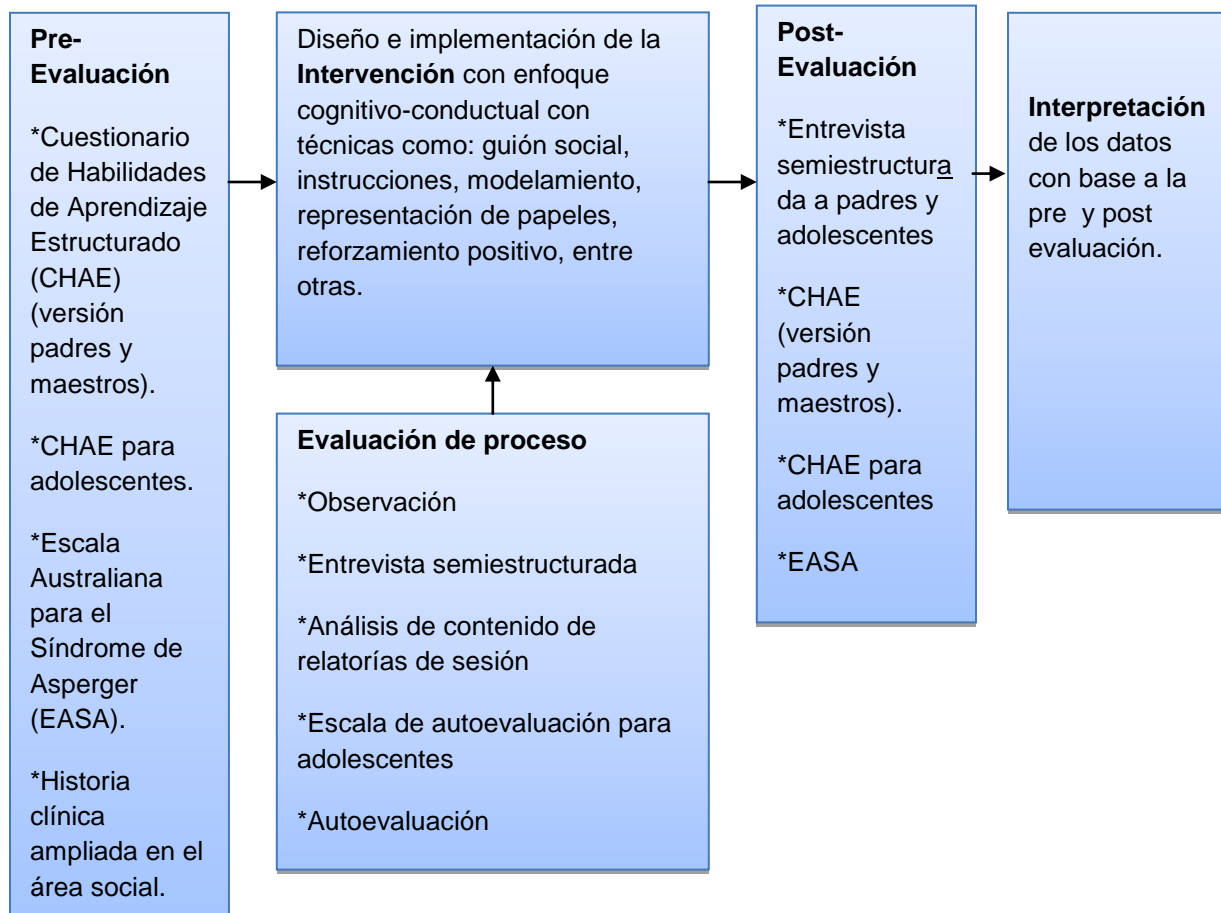 Pre-
Evaluación
*Cuestionario
de Habilidades
de Aprendizaje
Estructurado
(CHAE)
(versión
padres y
maestros).
*CHAE para
adolescentes.
*Escala
Australiana
para el
Síndrome de
Asperger
(EASA).
*Historia
clínica
ampliada en el
área social.
Diseño e implementación de la
Intervención con enfoque
cognitivo-conductual con
técnicas como: guión social,
instrucciones, modelamiento,
representación de papeles,
reforzamiento positivo, entre
otras.
Evaluación de proceso
*Observación
*Entrevista semiestructurada
*Análisis de contenido de
relatorías de sesión
*Escala de autoevaluación para
adolescentes
*Autoevaluación
Post-
Evaluación
*Entrevista
semiestructura
da a padres y
adolescentes
*CHAE
(versión
padres y
maestros).
*CHAE para
adolescentes
*EASA
Interpretación
de los datos
con base a la
pre y post
evaluación.